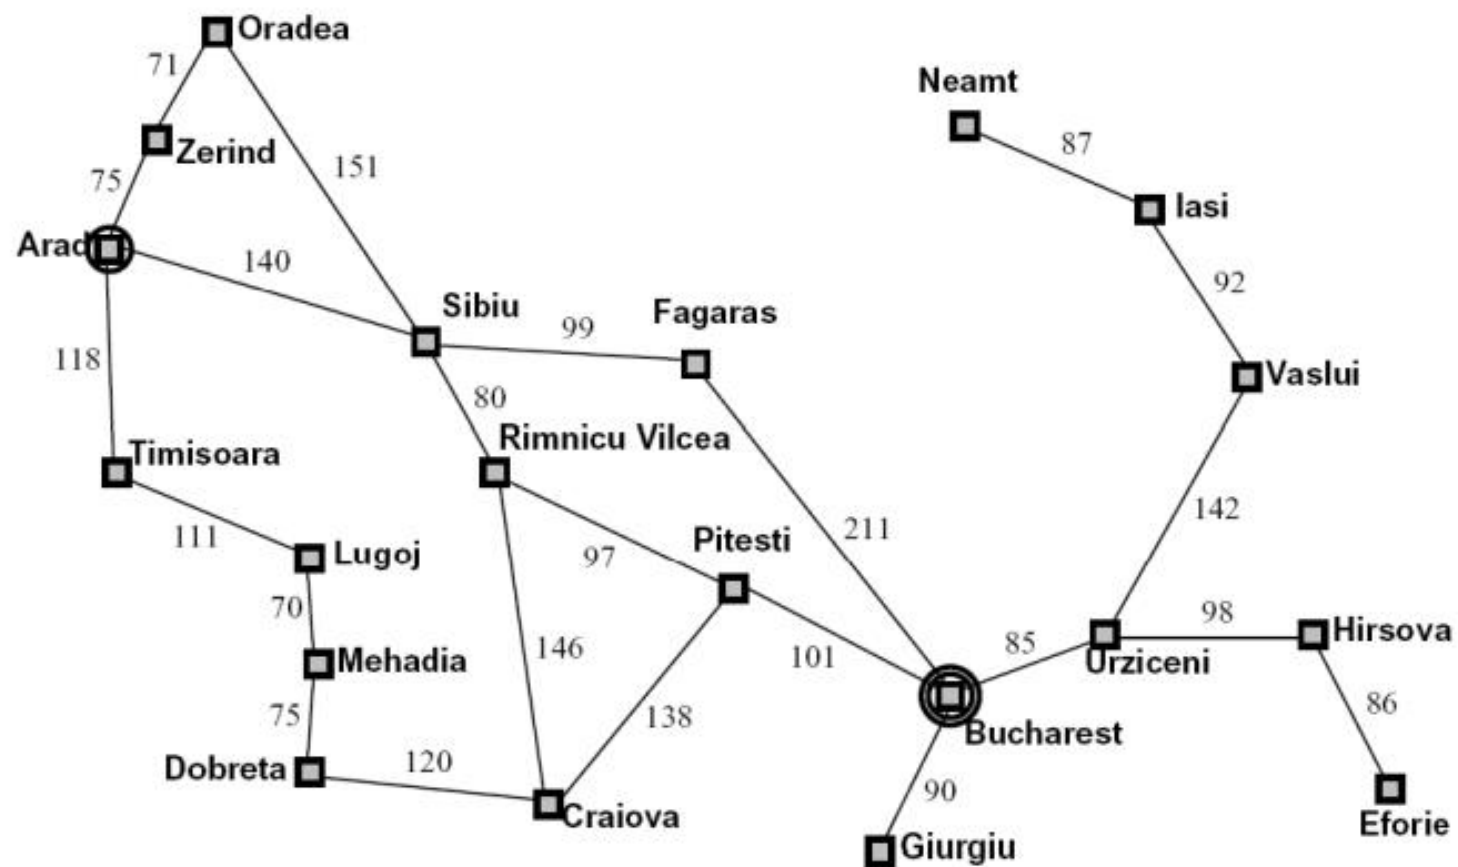 Oradea
71
Neamt
87
Zerind
151
75
Iasi
Arad
140
92
Sibiu
Fagaras
99
118
Vaslui
80
Rimnicu Vilcea
Timisoara
142
211
111
Lugoj
97
Pitesti
70
98
Hirsova
146
85
Mehadia
101
Urziceni
86
75
138
Bucharest
Dobreta
120
90
Craiova
Eforie
Giurgiu